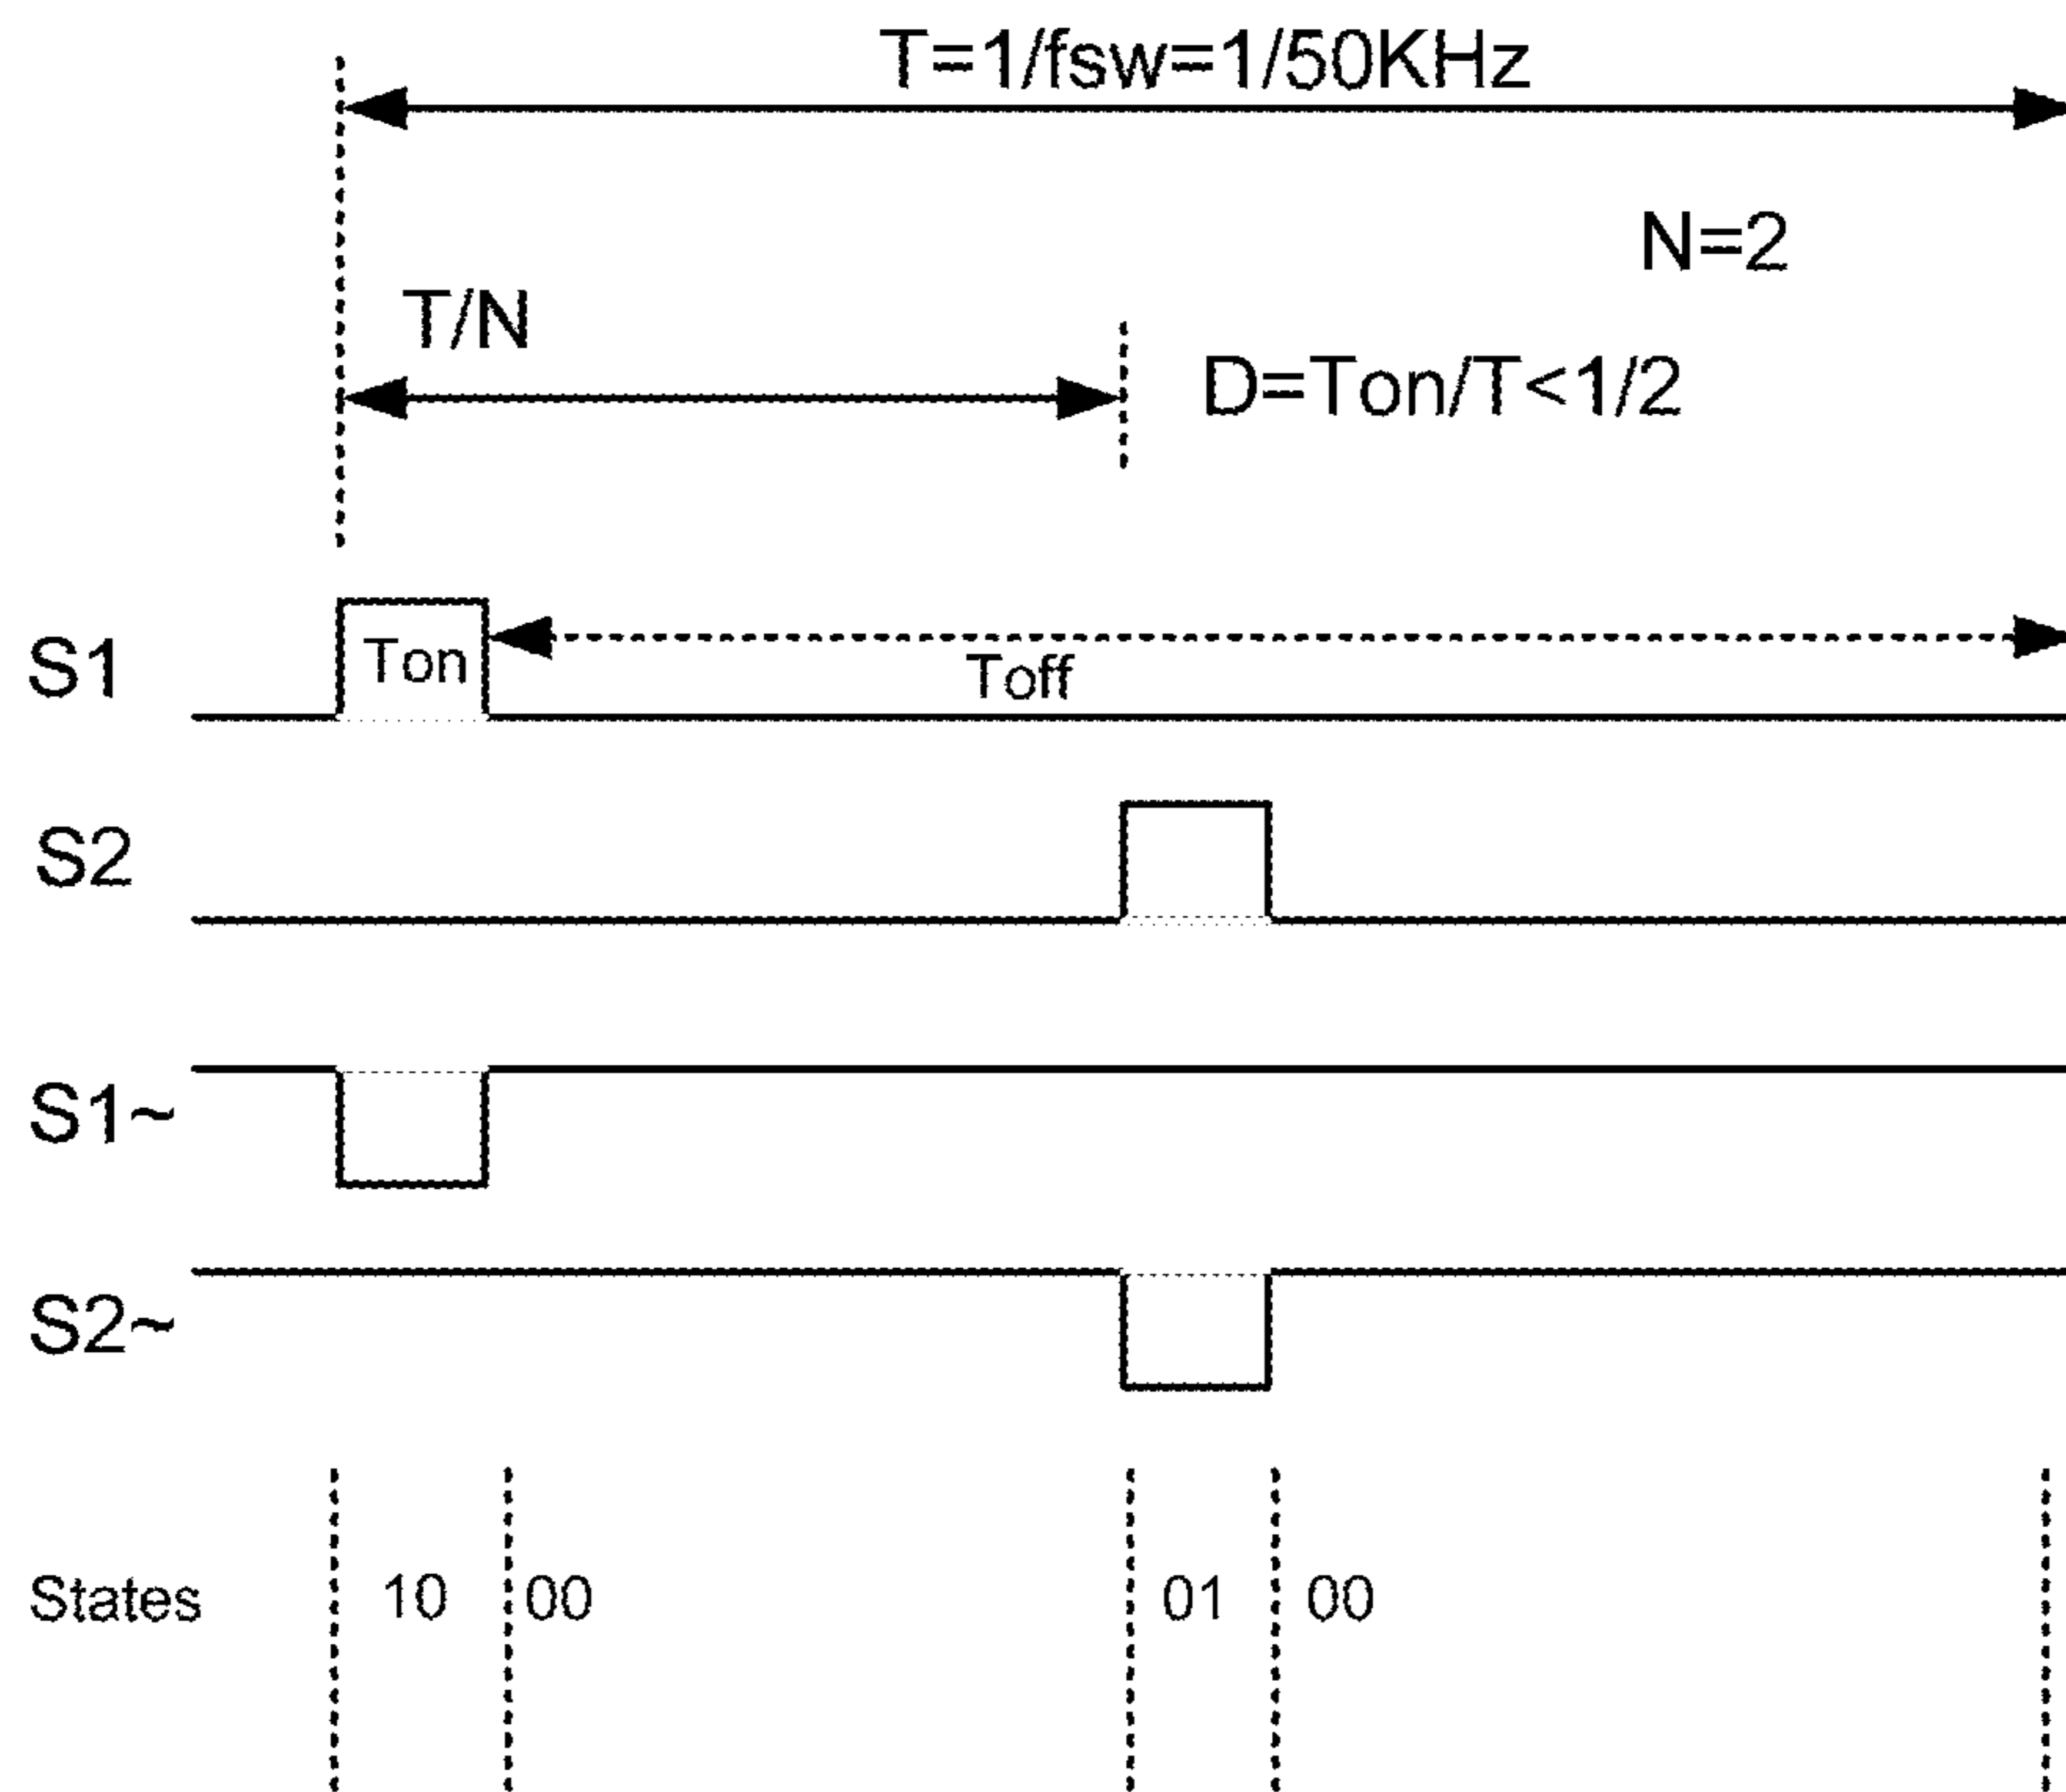 T=1/fsw=1/50KHz
N=2
T/N
D=Ton/T<1/2
S1
Ton
Toff
S2
S1~
S2~
States 10 00 01 00